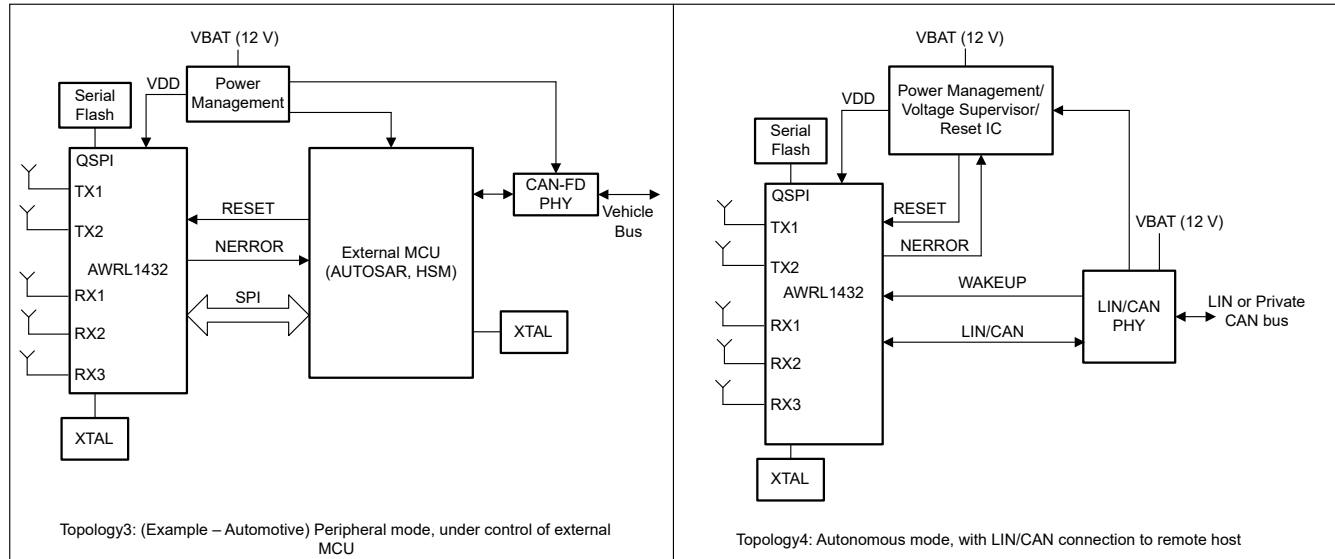 VBAT (12 V)
VDD
Power
Management
Serial
Flash
QSPI
TX1
TX2
AWRL1432
RX1
RX2
RX3
XTAL
RESET
NERROR
SPI
External MCU
(AUTOSAR, HSM)
XTAL
CAN-FD
PHY
Vehicle
Bus
Topology3: (Example – Automotive) Peripheral mode, under control of external
MCU
VBAT (12 V)
VDD
Power Management/
Voltage Supervisor/
Reset IC
Serial
Flash
QSPI
TX1
TX2
AWRL1432
RX1
RX2
RX3
XTAL
RESET
NERROR
WAKEUP
LIN/CAN
VBAT (12 V)
LIN/CAN
PHY
LIN or Private
CAN bus
Topology4: Autonomous mode, with LIN/CAN connection to remote host